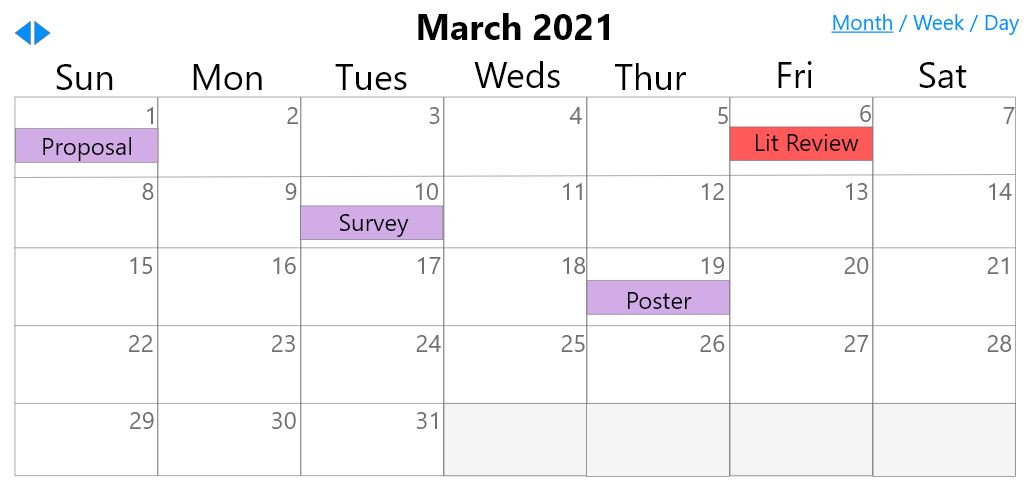 March 2021
Month / Week / Day
Sun Mon Tues Weds Thur Fri Sat
1 2 3 4 5 6 7
Proposal Lit Review
8 9 10 11 12 13 14
Survey
15 16 17 18 19 20 21
Poster
22 23 24 25 26 27 28
29 30 31